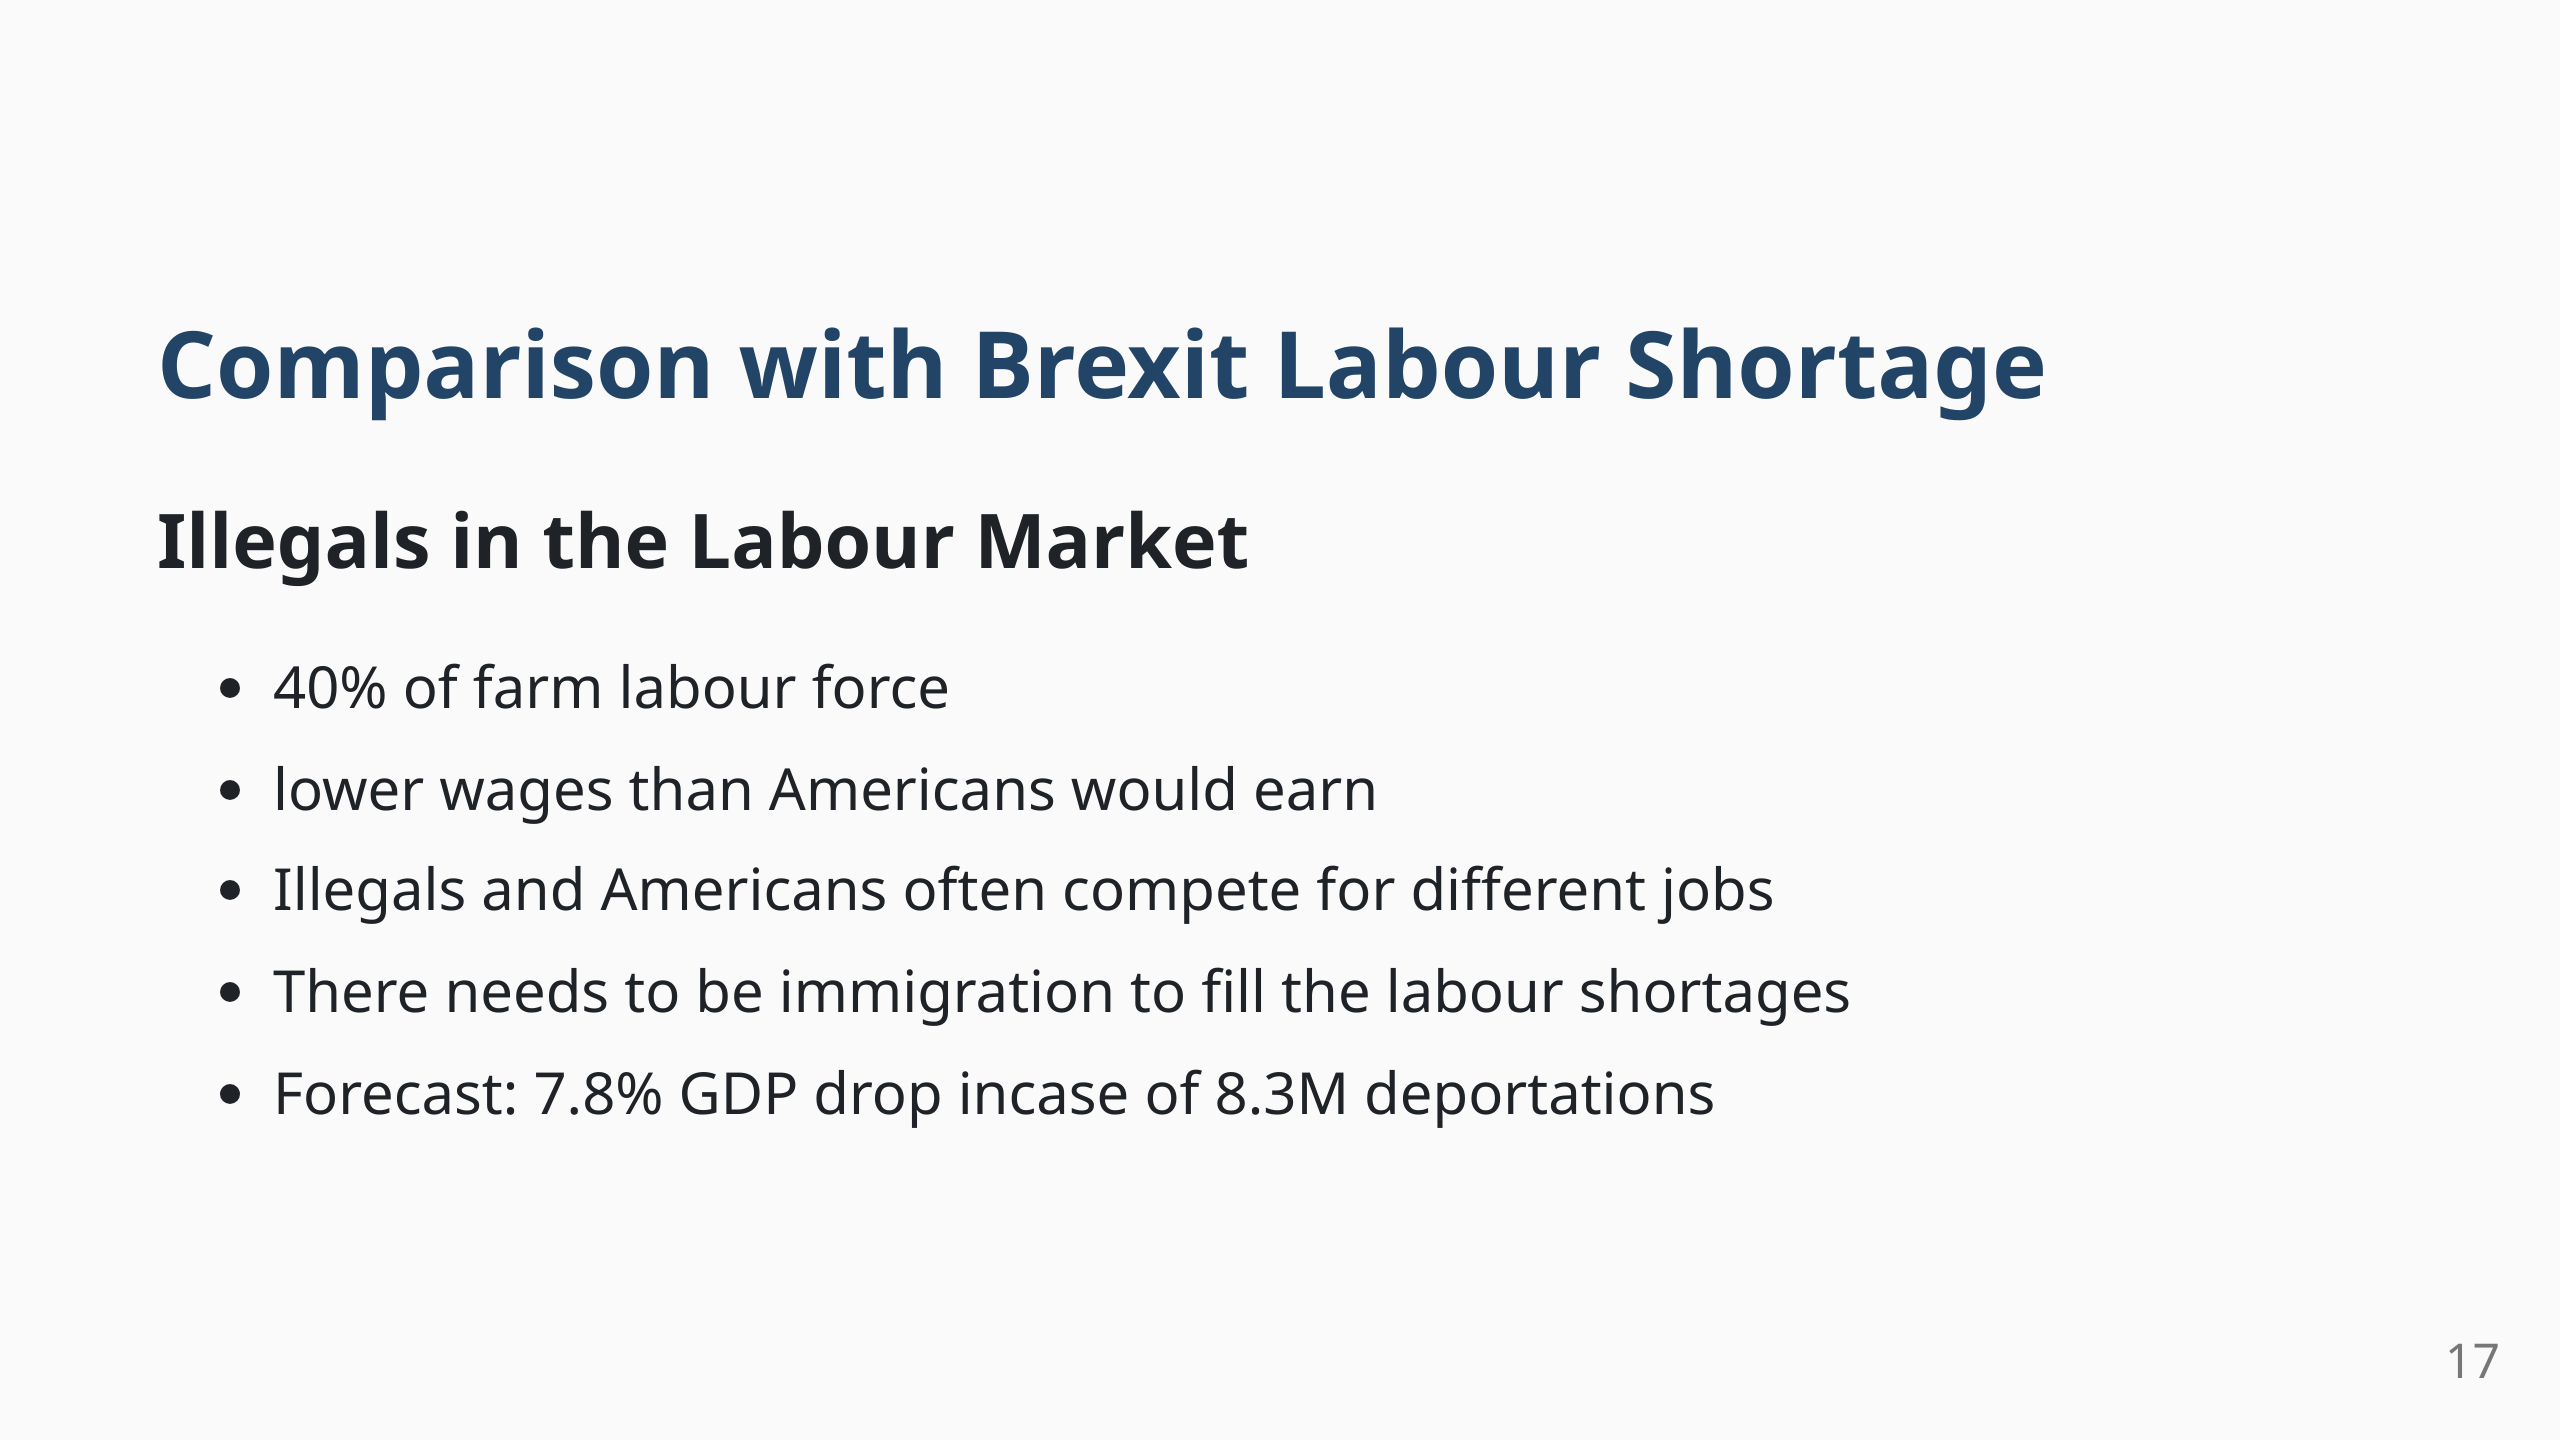 Comparison with Brexit Labour Shortage
Illegals in the Labour Market
• 40% of farm labour force
• lower wages than Americans would earn
• Illegals and Americans often compete for different jobs
• There needs to be immigration to fill the labour shortages
• Forecast: 7.8% GDP drop incase of 8.3M deportations
17